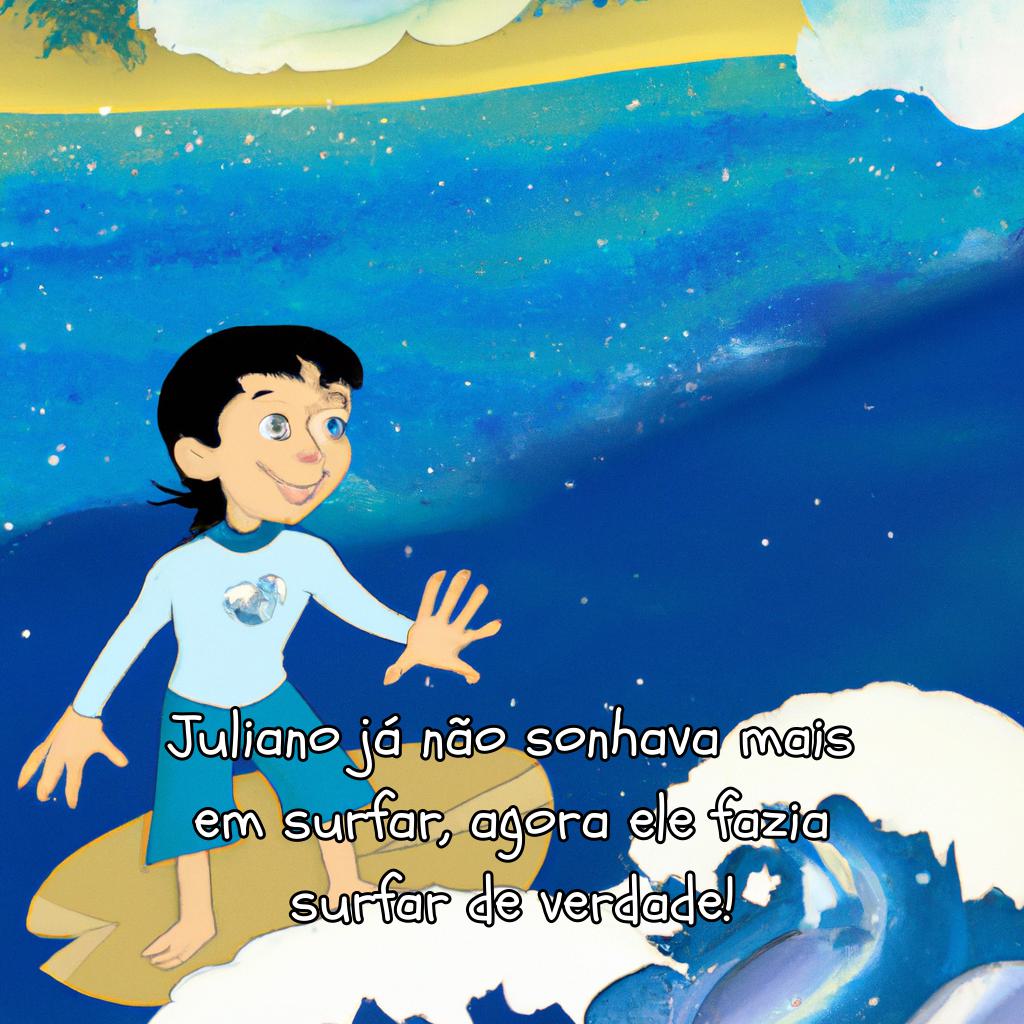 Juliano já não sonhava mais
em surfar, agora ele fazia
surfar de verdade!